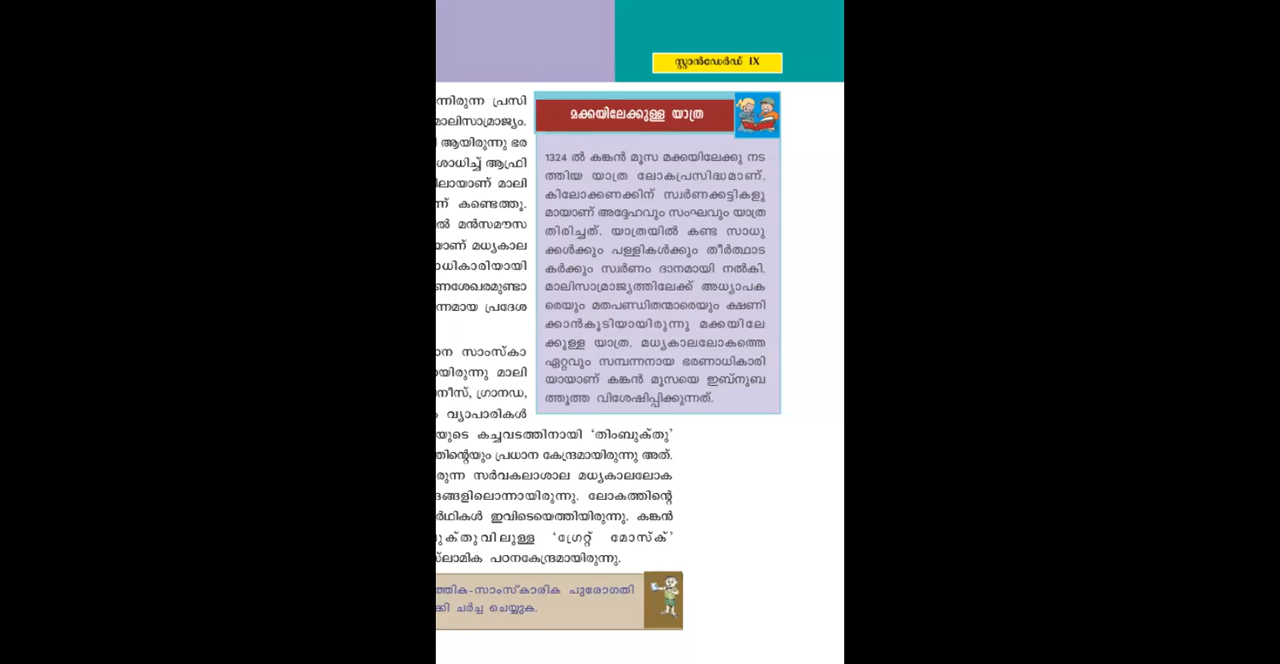 സ്റ്റാൻഡേർഡ് IX
ന്നിരുന്ന പ്രസി
മാലിസാമ്രാജ്യം.
ആയിരുന്നു ഭര
ശോധിച്ച് ആഫ്രി
ലായാണ് മാലി
ന്ന് കണ്ടെത്തൂ.
ൽ മൻസമൗസ
യാണ് മധ്യകാല
ാധികാരിയായി
ണശേഖരമുണ്ടാ
ന്നമായ പ്രദേശ
ാന സാംസ്കാ
ായിരുന്നു മാലി
നീസ്, ഗ്രാനഡ,
വ്യാപാരികൾ
മക്കയിലേക്കുള്ള യാത്ര
1324 ൽ കങ്കൻ മൂസ മക്കയിലേക്കു നട
ത്തിയ യാത്ര ലോകപ്രസിദ്ധമാണ്.
കിലോക്കണക്കിന് സ്വർണക്കട്ടികളു
മായാണ് അദ്ദേഹവും സംഘവും യാത്ര
തിരിച്ചത്. യാത്രയിൽ കണ്ട സാധു
ക്കൾക്കും പള്ളികൾക്കും തീർത്ഥാട
കർക്കും സ്വർണം ദാനമായി നൽകി.
മാലിസാമ്രാജ്യത്തിലേക്ക് അധ്യാപക
രെയും മതപണ്ഡിതന്മാരെയും ക്ഷണി
ക്കാൻകൂടിയായിരുന്നു മക്കയിലേ
ക്കുള്ള യാത്ര. മധ്യകാലലോകത്തെ
ഏറ്റവും സമ്പന്നനായ ഭരണാധികാരി
യായാണ് കങ്കൻ മൂസയെ ഇബ്നുബ
ത്തൂത്ത വിശേഷിപ്പിക്കുന്നത്.
യുടെ കച്ചവടത്തിനായി ‘തിംബുക്തു’
ത്തിന്റെയും പ്രധാന കേന്ദ്രമായിരുന്നു അത്.
രുന്ന സർവകലാശാല മധ്യകാലലോക
ദങ്ങളിലൊന്നായിരുന്നു. ലോകത്തിന്റെ
ർഥികൾ ഇവിടെയെത്തിയിരുന്നു. കങ്കൻ
ുക്തുവിലുള്ള ‘ഗ്രേറ്റ് മോസ്ക്’
സ്ലാമിക പഠനകേന്ദ്രമായിരുന്നു.
ത്തിക-സാംസ്കാരിക പുരോഗതി
ക്കി ചർച്ച ചെയ്യുക.